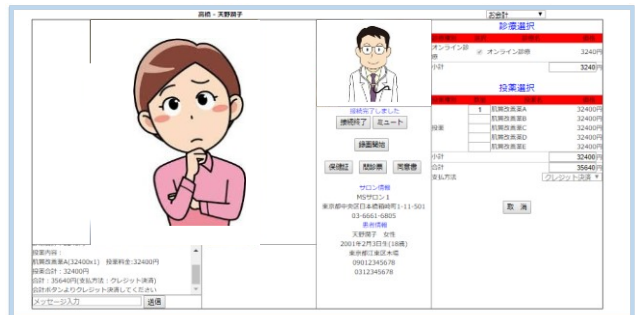 高橋・天野潤子
お会計 ▼
診療選択
オンライン診療 オンライン診療 3240円
小計 3240円
投薬選択
1 肌質改善薬A 32400円
肌質改善薬B 32400円
投薬 肌質改善薬C 32400円
肌質改善薬D 32400円
肌質改善薬E 32400円
小計 32400円
合計 35640円
支払方法 クレジット決済 ▼
取 消
接続完了しました
接続終了 ミュート
録画開始
保険証 問診票 同意書
サロン情報
MSサロン1
東京都中央区日本橋箱崎町1-11-501
03-6661-6805
患者情報
天野潤子 女性
2001年2月3日生(18歳)
東京都江東区木場
09012345678
0312345678
投薬内容:
肌質改善薬A(32400x1) 投薬料金:32400円
投薬合計:32400円
合計:35640円(支払方法:クレジット決済)
会計ボタンよりクレジット決済してください
メッセージ入力 送信